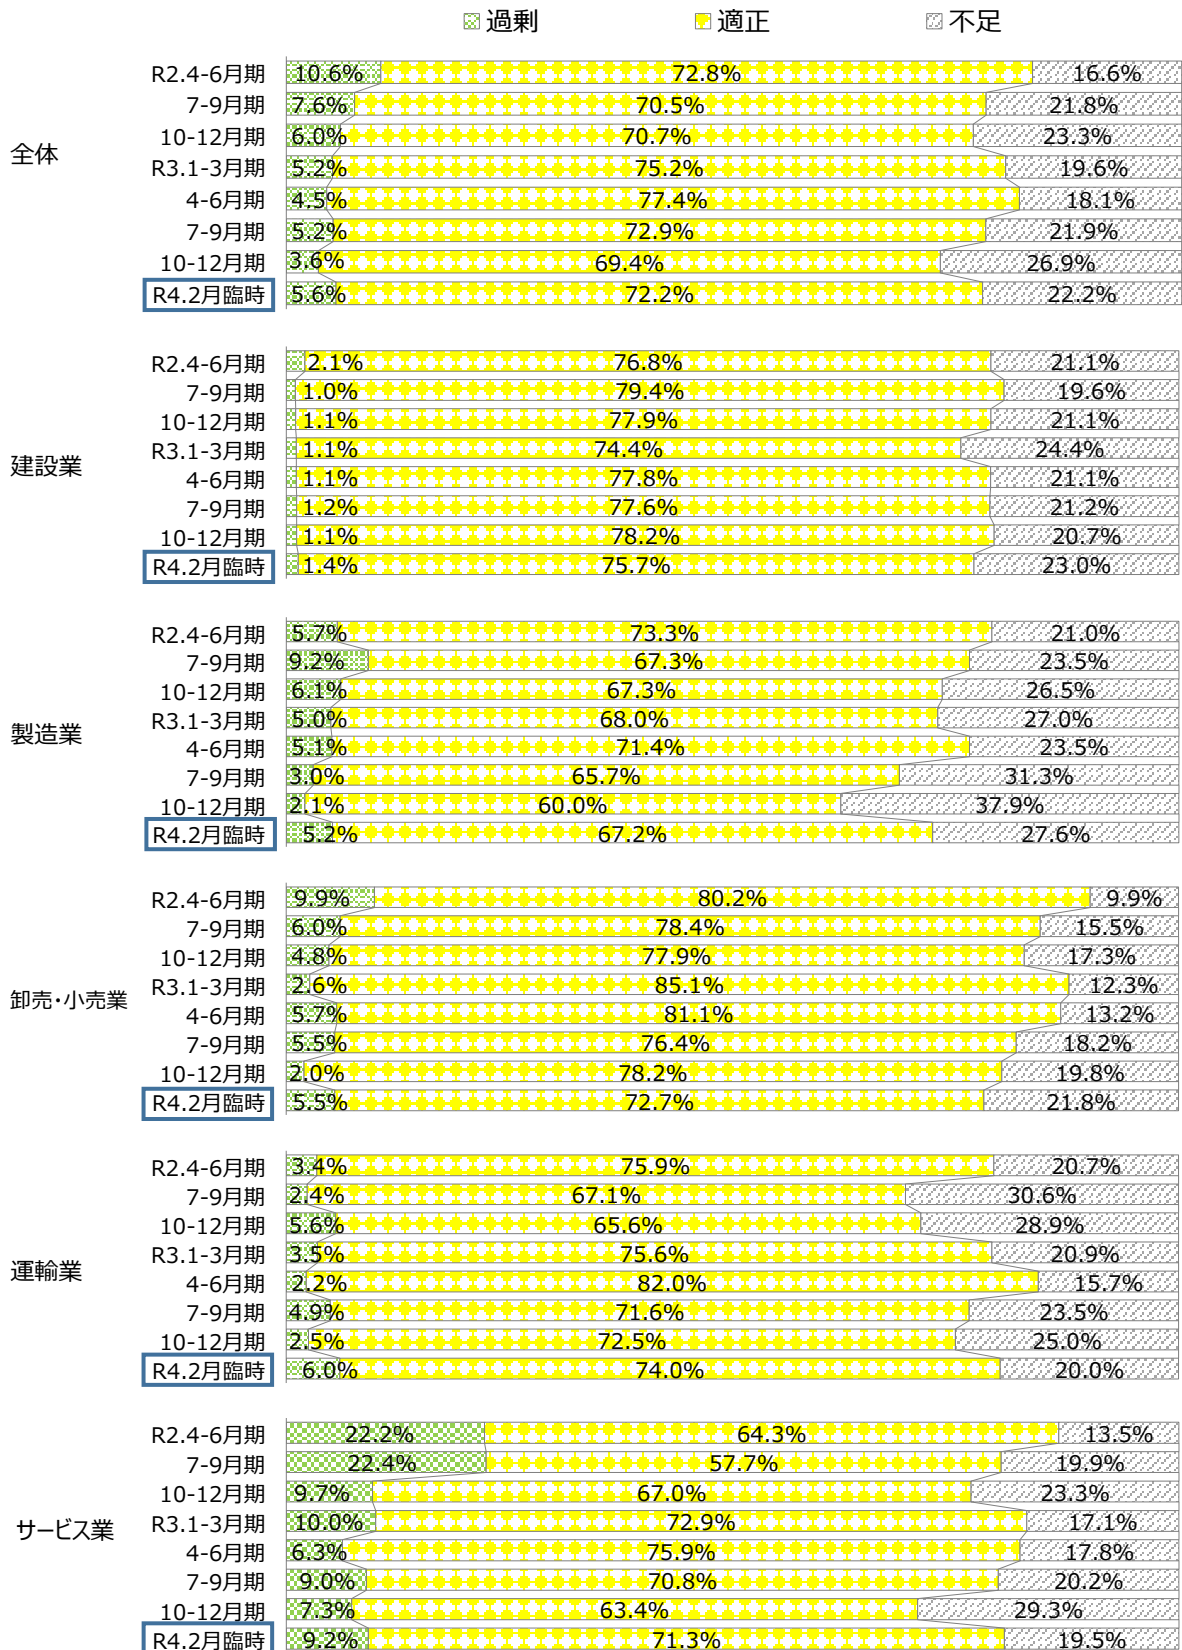 過剰 適正 不足
全体
R2.4-6月期 10.6% 72.8% 16.6%
7-9月期 7.6% 70.5% 21.8%
10-12月期 6.0% 70.7% 23.3%
R3.1-3月期 5.2% 75.2% 19.6%
4-6月期 4.5% 77.4% 18.1%
7-9月期 5.2% 72.9% 21.9%
10-12月期 3.6% 69.4% 26.9%
R4.2月臨時 5.6% 72.2% 22.2%
建設業
R2.4-6月期 2.1% 76.8% 21.1%
7-9月期 1.0% 79.4% 19.6%
10-12月期 1.1% 77.9% 21.1%
R3.1-3月期 1.1% 74.4% 24.4%
4-6月期 1.1% 77.8% 21.1%
7-9月期 1.2% 77.6% 21.2%
10-12月期 1.1% 78.2% 20.7%
R4.2月臨時 1.4% 75.7% 23.0%
製造業
R2.4-6月期 5.7% 73.3% 21.0%
7-9月期 9.2% 67.3% 23.5%
10-12月期 6.1% 67.3% 26.5%
R3.1-3月期 5.0% 68.0% 27.0%
4-6月期 5.1% 71.4% 23.5%
7-9月期 3.0% 65.7% 31.3%
10-12月期 2.1% 60.0% 37.9%
R4.2月臨時 5.2% 67.2% 27.6%
卸売・小売業
R2.4-6月期 9.9% 80.2% 9.9%
7-9月期 6.0% 78.4% 15.5%
10-12月期 4.8% 77.9% 17.3%
R3.1-3月期 2.6% 85.1% 12.3%
4-6月期 5.7% 81.1% 13.2%
7-9月期 5.5% 76.4% 18.2%
10-12月期 2.0% 78.2% 19.8%
R4.2月臨時 5.5% 72.7% 21.8%
運輸業
R2.4-6月期 3.4% 75.9% 20.7%
7-9月期 2.4% 67.1% 30.6%
10-12月期 5.6% 65.6% 28.9%
R3.1-3月期 3.5% 75.6% 20.9%
4-6月期 2.2% 82.0% 15.7%
7-9月期 4.9% 71.6% 23.5%
10-12月期 2.5% 72.5% 25.0%
R4.2月臨時 6.0% 74.0% 20.0%
サービス業
R2.4-6月期 22.2% 64.3% 13.5%
7-9月期 22.4% 57.7% 19.9%
10-12月期 9.7% 67.0% 23.3%
R3.1-3月期 10.0% 72.9% 17.1%
4-6月期 6.3% 75.9% 17.8%
7-9月期 9.0% 70.8% 20.2%
10-12月期 7.3% 63.4% 29.3%
R4.2月臨時 9.2% 71.3% 19.5%